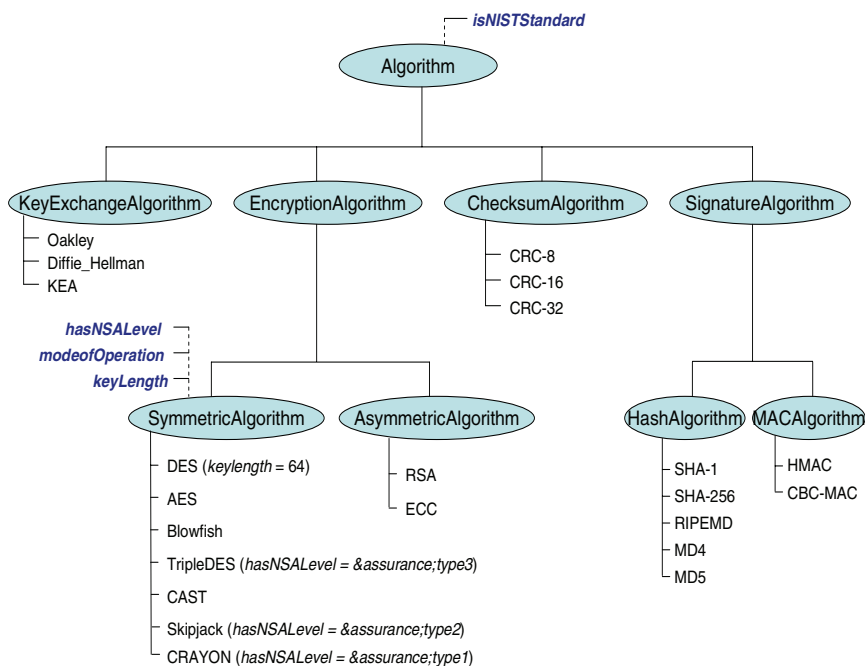 isNISTStandard
Algorithm
KeyExchangeAlgorithm
EncryptionAlgorithm
ChecksumAlgorithm
SignatureAlgorithm
Oakley
Diffie_Hellman
KEA
CRC-8
CRC-16
CRC-32
hasNSALevel
modeofOperation
keyLength
SymmetricAlgorithm
AsymmetricAlgorithm
HashAlgorithm
MACAlgorithm
DES (keylength = 64)
AES
Blowfish
TripleDES (hasNSALevel = &assurance;type3)
CAST
Skipjack (hasNSALevel = &assurance;type2)
CRAYON (hasNSALevel = &assurance;type1)
RSA
ECC
SHA-1
SHA-256
RIPEMD
MD4
MD5
HMAC
CBC-MAC